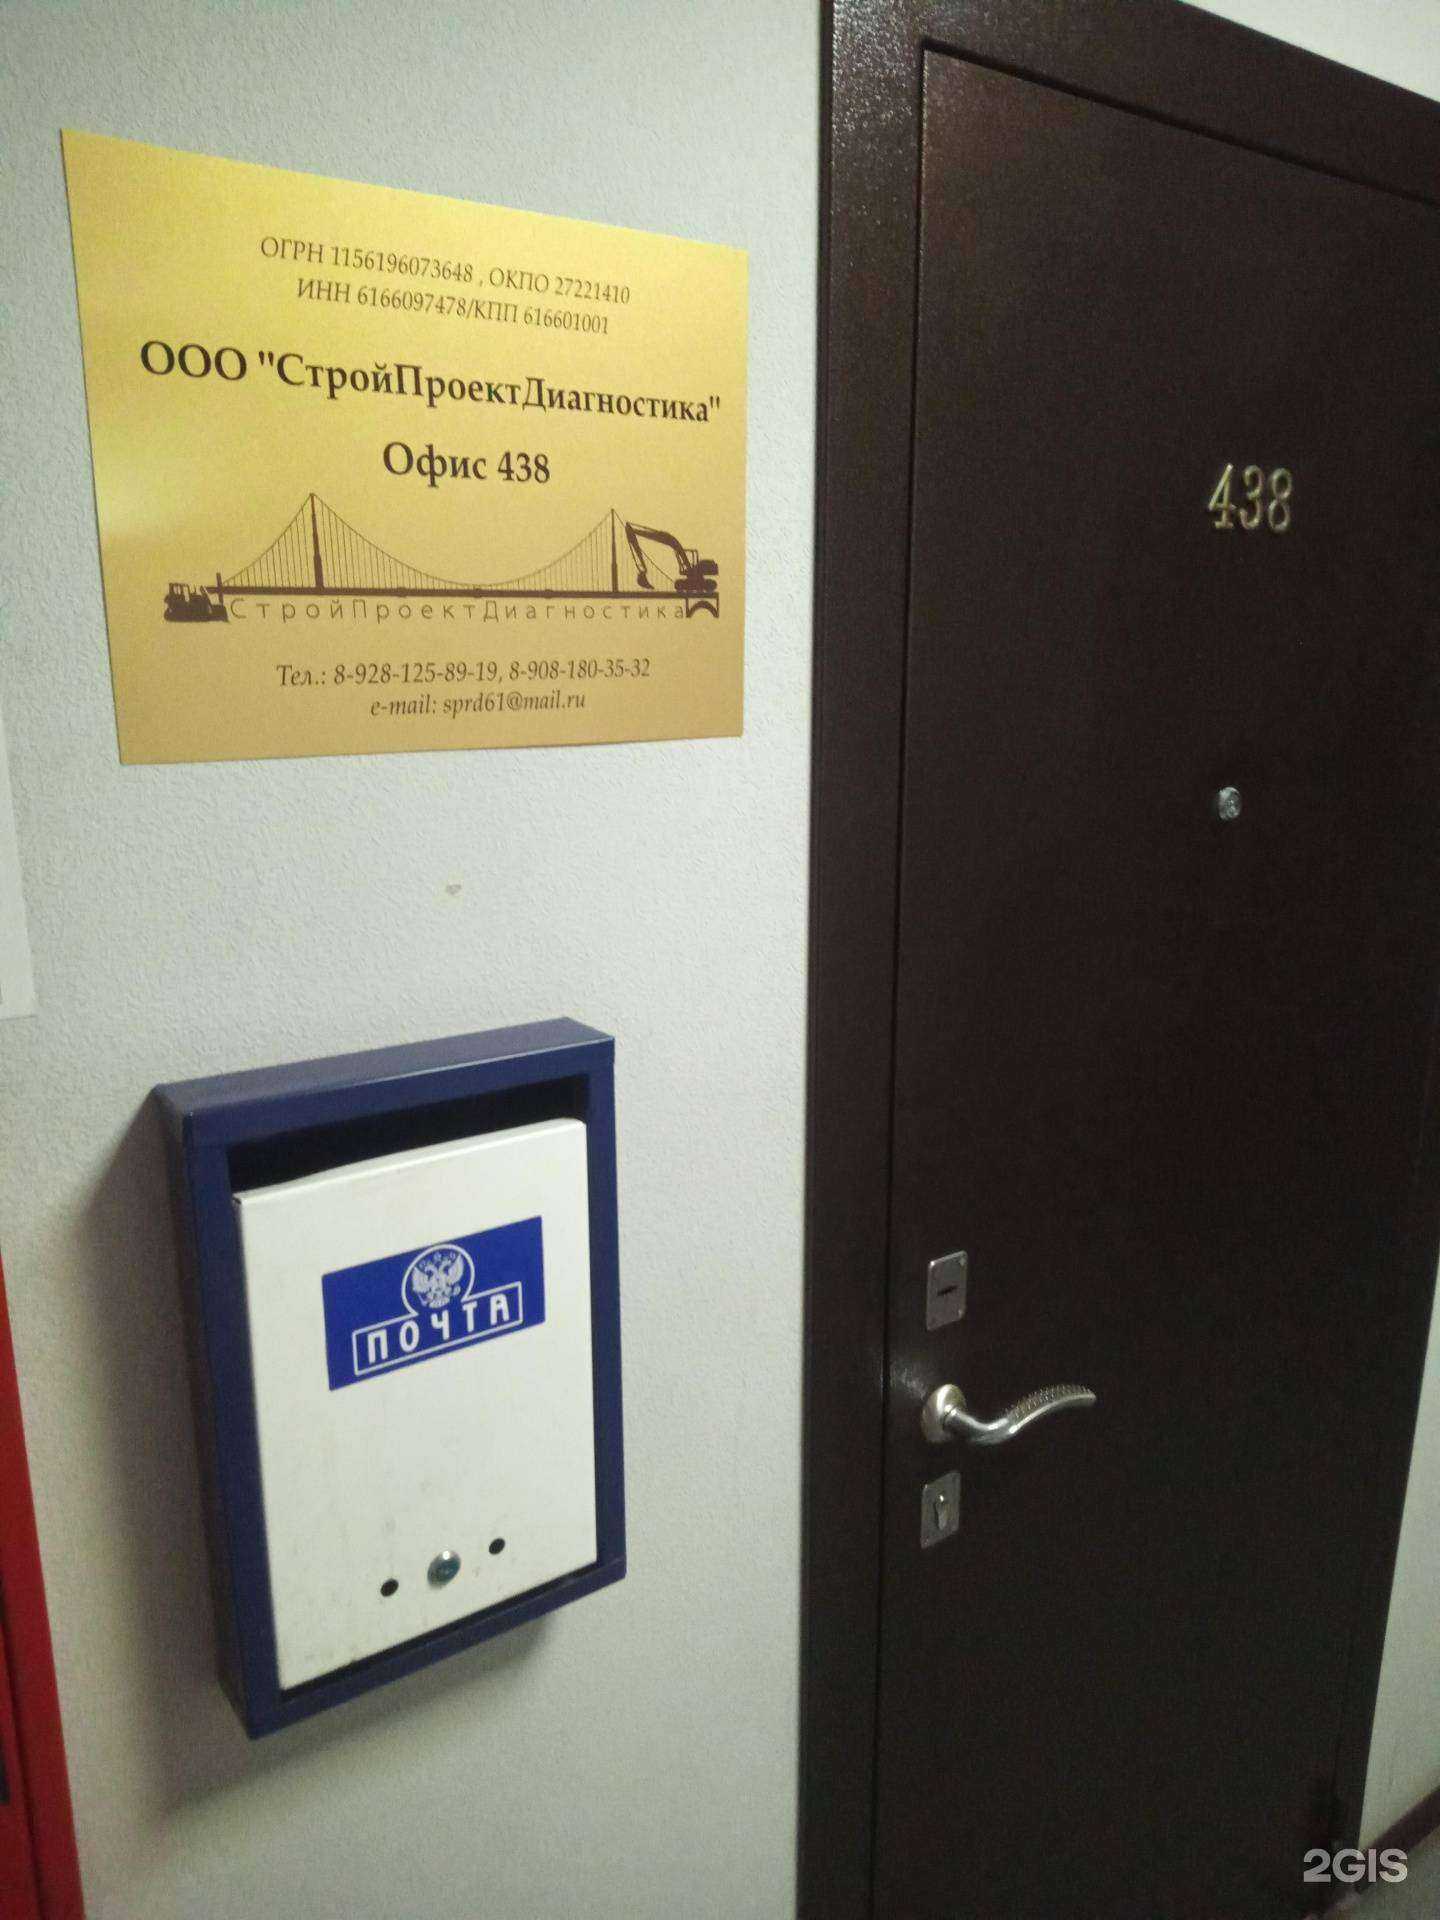 ОГРН 1156196073648 , ОКПО 27221410
ИНН 6166097478/КПП 616601001
ООО "СтройПроектДиагностика"
Офис 438
СтройПроектДиагностика
Тел.: 8-928-125-89-19, 8-908-180-35-32
e-mail: sprd61@mail.ru
438
ПОЧТА
2GIS